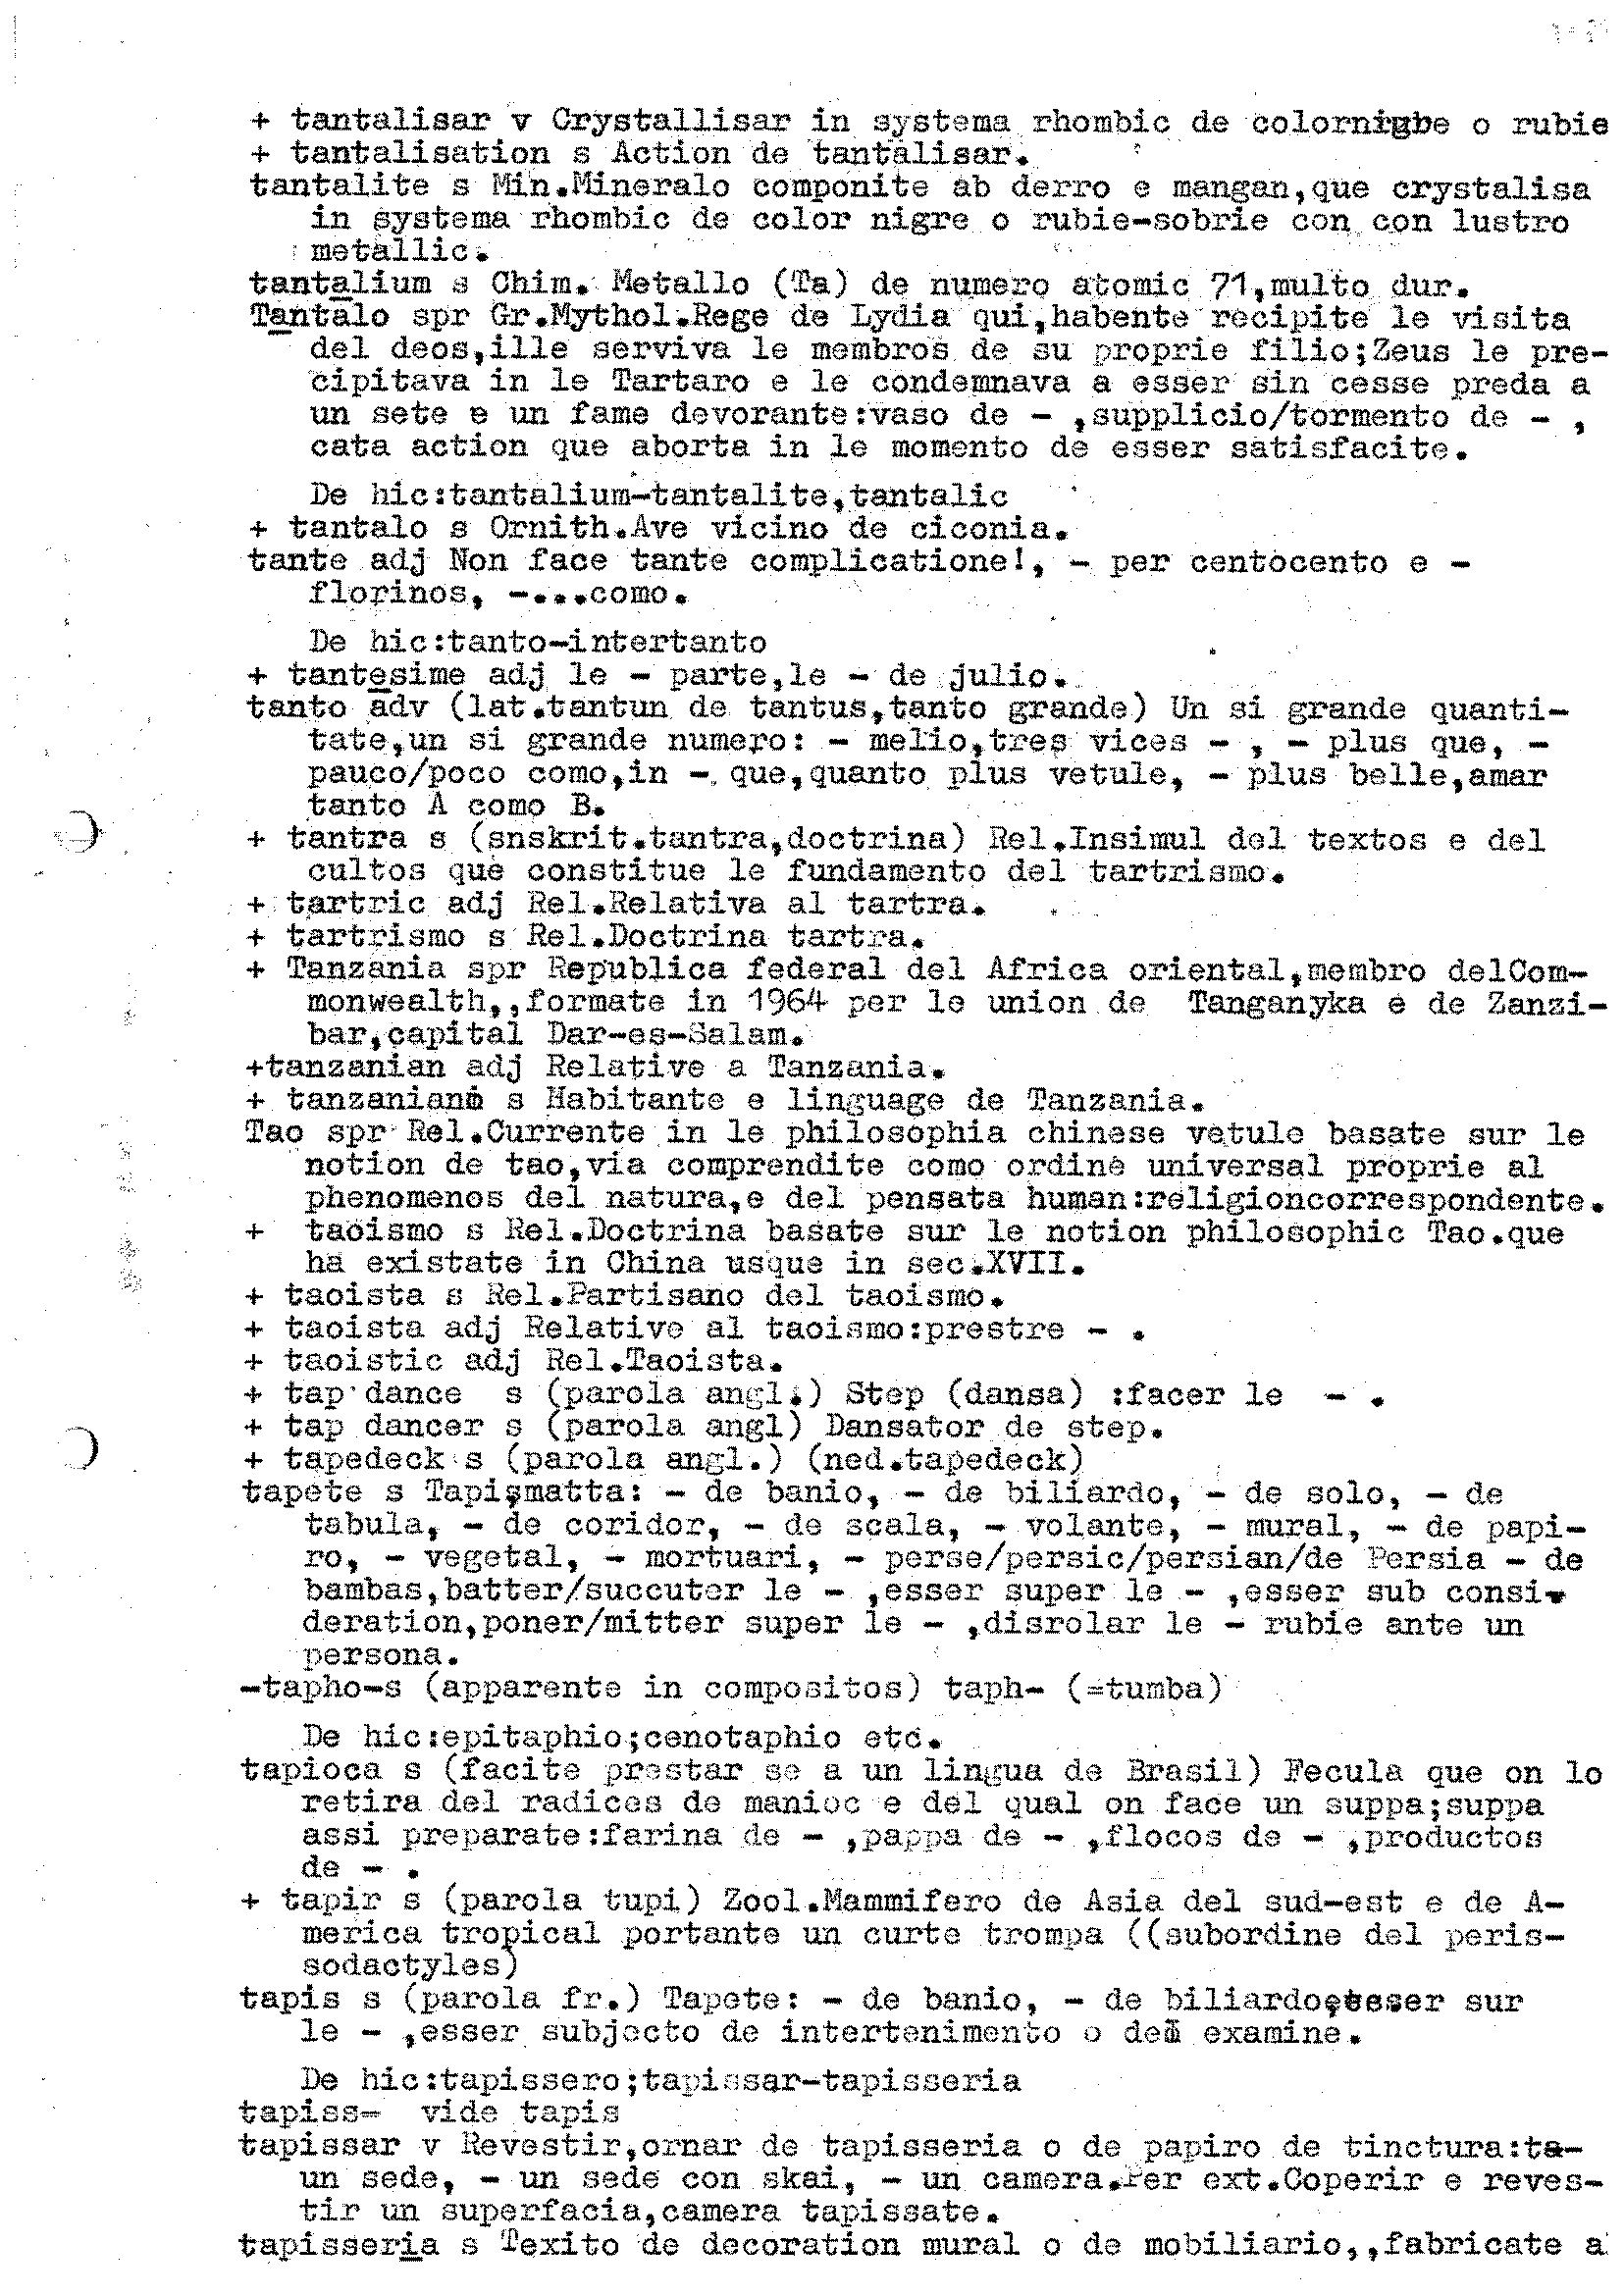 + tantalisar v Crystallisar in systema rhombic de colornigbe o rubie
+ tantalisation s Action de tantalisar.
tantalite s Min.Mineralo componite ab derro e mangan,que crystalisa
in systema rhombic de color nigre o rubie-sobrie con con lustro
metallic.
tantalium s Chim. Metallo (Ta) de numero atomic 71,multo dur.
Tantalo spr Gr.Mythol.Rege de Lydia qui,habente recipite le visita
del deos,ille serviva le membros de su proprie filio;Zeus le pre-
cipitava in le Tartaro e le condemnava a esser sin cesse preda a
un sete e un fame devorante:vaso de - ,supplicio/tormento de - ,
cata action que aborta in le momento de esser satisfacite.
De hic:tantalium-tantalite,tantalic
+ tantalo s Ornith.Ave vicino de ciconia.
tante adj Non face tante complicatione!, - per centocento e -
florinos, -...como.
De hic:tanto-intertanto
+ tantesime adj le - parte,le - de julio.
tanto adv (lat.tantun de tantus,tanto grande) Un si grande quanti-
tate,un si grande numero: - melio,tres vices - , - plus que, -
pauco/poco como,in - que,quanto plus vetule, - plus belle,amar
tanto A como B.
+ tantra s (snskrit.tantra,doctrina) Rel.Insimul del textos e del
cultos que constitue le fundamento del tartrismo.
+ tartric adj Rel.Relativa al tartra.
+ tartrismo s Rel.Doctrina tartra.
+ Tanzania spr Republica federal del Africa oriental,membro delCom-
monwealth,,formate in 1964 per le union de Tanganyka e de Zanzi-
bar,capital Dar-es-Salam.
+tanzanian adj Relative a Tanzania.
+ tanzaniano s Habitante e linguage de Tanzania.
Tao spr Rel.Currente in le philosophia chinese vetule basate sur le
notion de tao,via comprendite como ordine universal proprie al
phenomenos del natura,e del pensata human:religioncorrespondente.
+ taoismo s Rel.Doctrina basate sur le notion philosophic Tao.que
ha existate in China usque in sec.XVII.
+ taoista s Rel.Partisano del taoismo.
+ taoista adj Relative al taoismo:prestre - .
+ taoistic adj Rel.Taoista.
+ tap dance s (parola angl.) Step (dansa) :facer le - .
+ tap dancer s (parola angl) Dansator de step.
+ tapedeck s (parola angl.) (ned.tapedeck)
tapete s Tapis,matta: - de banio, - de biliardo, - de solo, - de
tabula, - de coridor, - de scala, - volante, - mural, - de papi-
ro, - vegetal, - mortuari, - perse/persic/persian/de Persia - de
bambas,batter/succuter le - ,esser super le - ,esser sub consi-
deration,poner/mitter super le - ,disrolar le - rubie ante un
persona.
-tapho-s (apparente in compositos) taph- (=tumba)
De hic:epitaphio;cenotaphio etc.
tapioca s (facite prestar se a un lingua de Brasil) Fecula que on lo
retira del radices de manioc e del qual on face un suppa;suppa
assi preparate:farina de - ,pappa de - ,flocos de - ,productos
de - .
+ tapir s (parola tupi) Zool.Mammifero de Asia del sud-est e de A-
merica tropical portante un curte trompa ((subordine del peris-
sodactyles)
tapis s (parola fr.) Tapete: - de banio, - de biliardo,esser sur
le - ,esser subjecto de intertenimento o de examine.
De hic:tapissero;tapissar-tapisseria
tapiss- vide tapis
tapissar v Revestir,ornar de tapisseria o de papiro de tinctura:ta-
un sede, - un sede con skai, - un camera.Per ext.Coperir e reves-
tir un superfacia,camera tapissate.
tapisseria s Texito de decoration mural o de mobiliario,,fabricate a